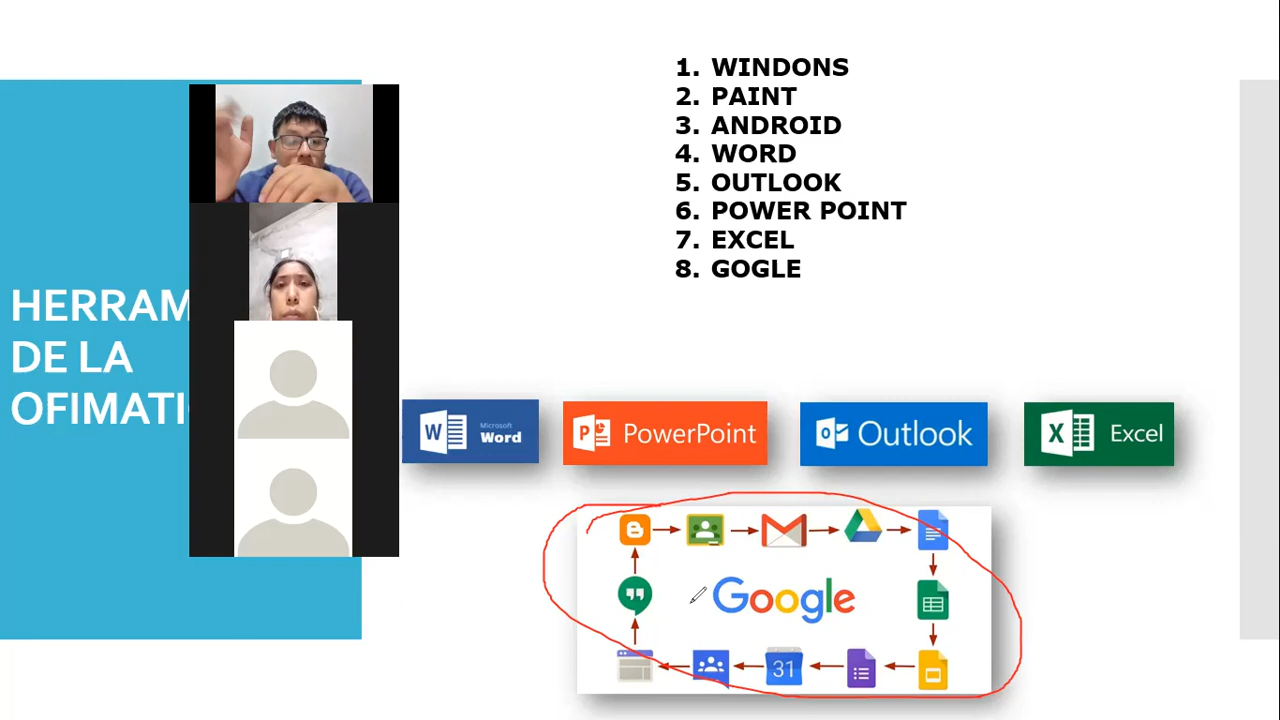 1. WINDONS
2. PAINT
3. ANDROID
4. WORD
5. OUTLOOK
6. POWER POINT
7. EXCEL
8. GOGLE
HERRAM
DE LA
OFIMATI
W Microsoft Word
P PowerPoint
O Outlook
X Excel
Google
31